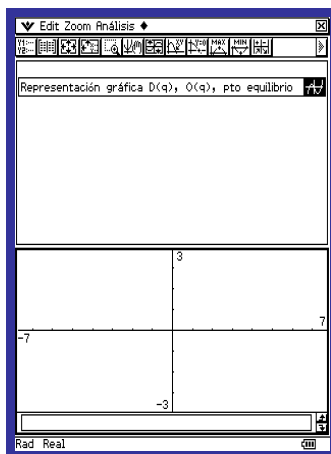 Edit Zoom Análisis ♦
Representación gráfica D(q), O(q), pto equilibrio
3
7
-7
-3
Rad Real